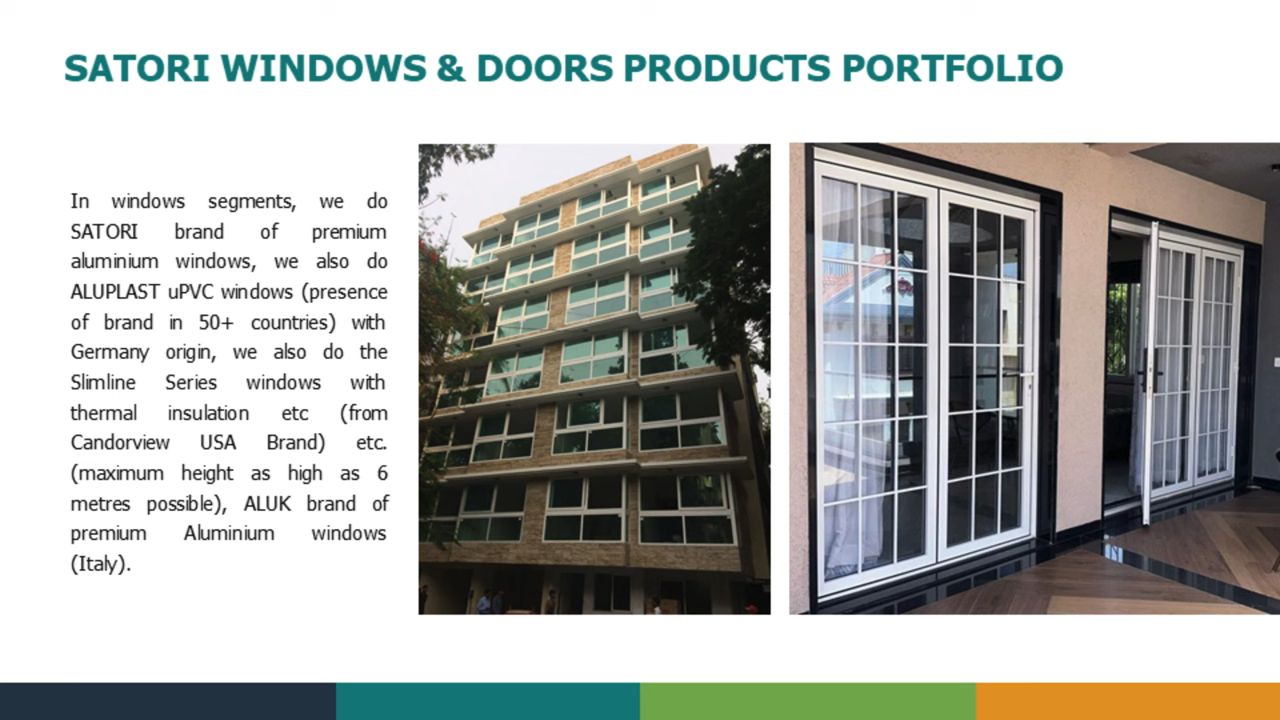 SATORI WINDOWS & DOORS PRODUCTS PORTFOLIO
In windows segments, we do
SATORI brand of premium
aluminium windows, we also do
ALUPLAST uPVC windows (presence
of brand in 50+ countries) with
Germany origin, we also do the
Slimline Series windows with
thermal insulation etc (from
Candorview USA Brand) etc.
(maximum height as high as 6
metres possible), ALUK brand of
premium Aluminium windows
(Italy).